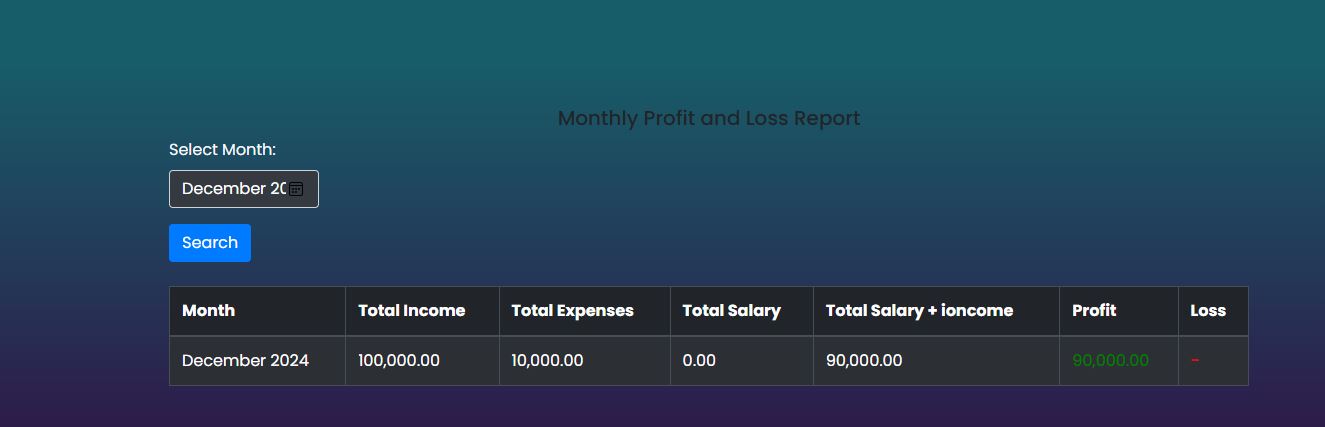 Monthly Profit and Loss Report
Select Month:
December 20
Search
Month Total Income Total Expenses Total Salary Total Salary + ioncome Profit Loss
December 2024 100,000.00 10,000.00 0.00 90,000.00 90,000.00 -